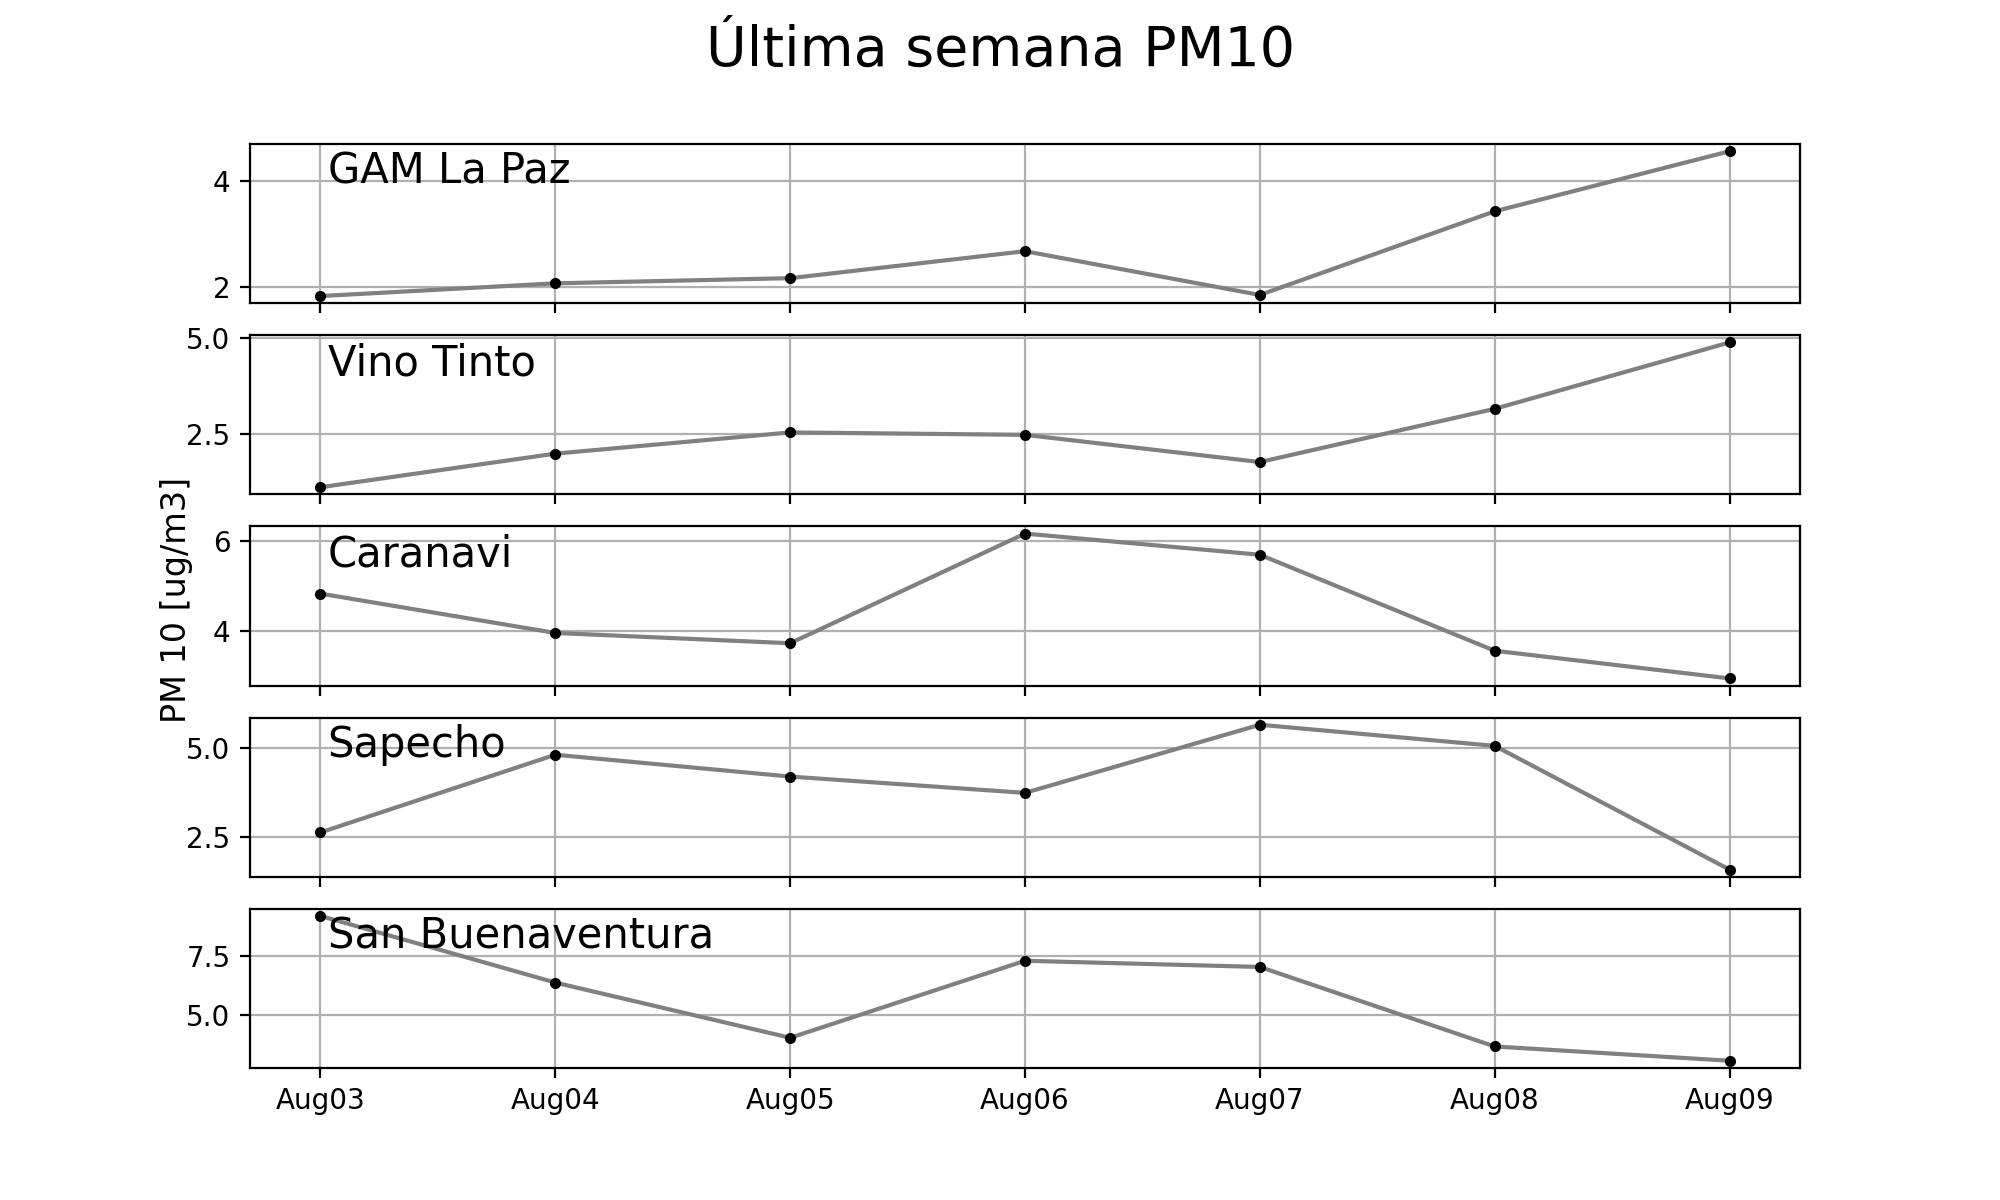 Última semana PM10
GAM La Paz
4
2
Vino Tinto
5.0
2.5
PM 10 [ug/m3]
Caranavi
6
4
Sapecho
5.0
2.5
San Buenaventura
7.5
5.0
Aug03 Aug04 Aug05 Aug06 Aug07 Aug08 Aug09